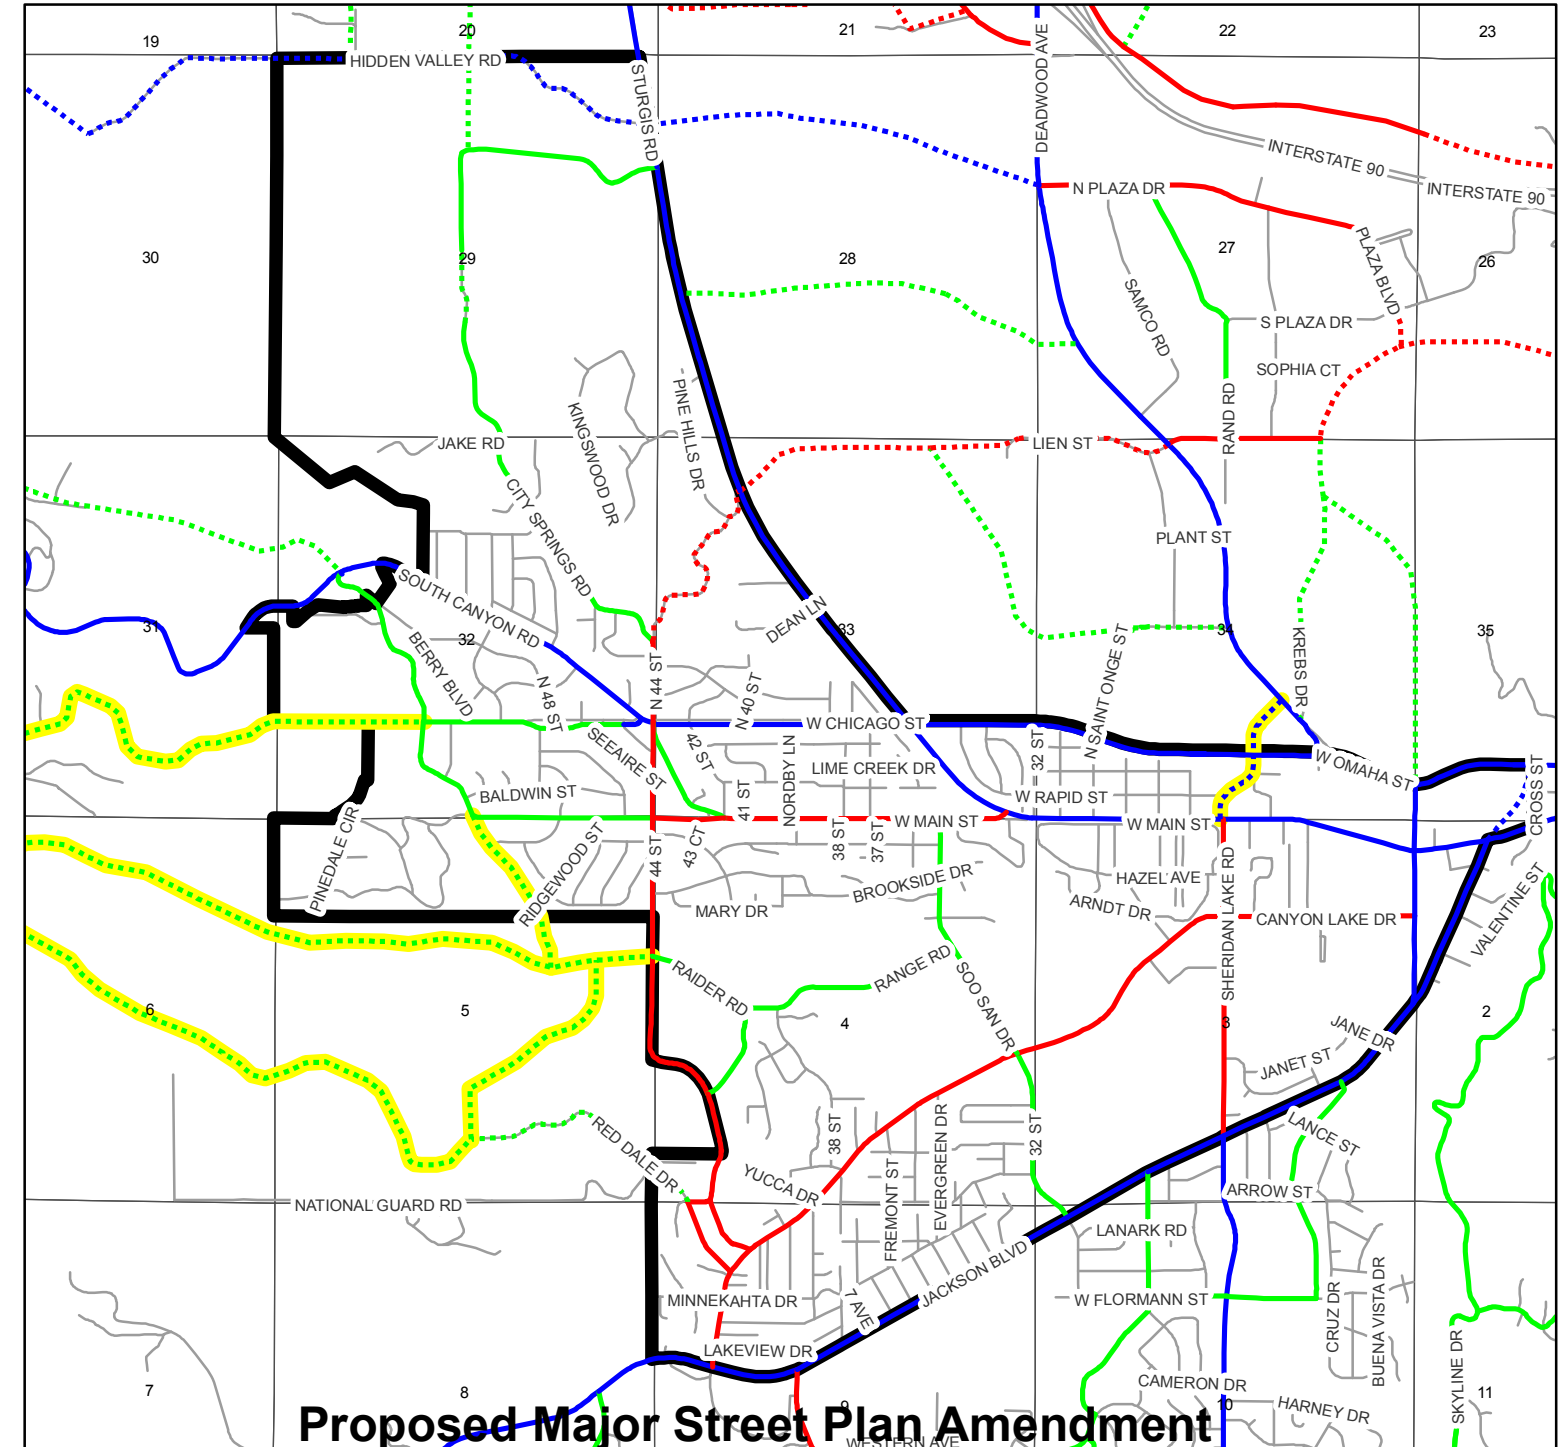 19
20
21
22
23
HIDDEN VALLEY RD
STURGIS RD
DEADWOOD AVE
INTERSTATE 90
INTERSTATE 90
N PLAZA DR
30
29
28
27
26
PLAZA BLVD
SAMCO RD
S PLAZA DR
SOPHIA CT
PINE HILLS DR
KINGSWOOD DR
RAND RD
JAKE RD
LIEN ST
CITY SPRINGS RD
PLANT ST
SOUTH CANYON RD
DEAN LN
31
32
33
34
35
BERRY BLVD
N 44 ST
N 40 ST
N SAINT ONGE ST
KREBS DR
N 48 ST
W CHICAGO ST
SEEAIRE ST
42 ST
NORDBY LN
LIME CREEK DR
32 ST
W OMAHA ST
CROSS ST
BALDWIN ST
41 ST
W RAPID ST
PINEDALE CIR
RIDGEWOOD ST
44 ST
43 CT
38 ST
37 ST
W MAIN ST
W MAIN ST
HAZEL AVE
SHERIDAN LAKE RD
MARY DR
BROOKSIDE DR
ARNDT DR
CANYON LAKE DR
VALENTINE ST
RAIDER RD
RANGE RD
SOO SAN DR
6
5
4
3
2
JANE DR
JANET ST
RED DALE DR
38 ST
EVERGREEN DR
32 ST
LANCE ST
YUCCA DR
FREMONT ST
ARROW ST
NATIONAL GUARD RD
LANARK RD
JACKSON BLVD
MINNEKAHTA DR
7 AVE
W FLORMANN ST
CRUZ DR
BUENA VISTA DR
LAKEVIEW DR
SKYLINE DR
CAMERON DR
7
8
9
10
11
HARNEY DR
Proposed Major Street Plan Amendment
WESTERN AVE